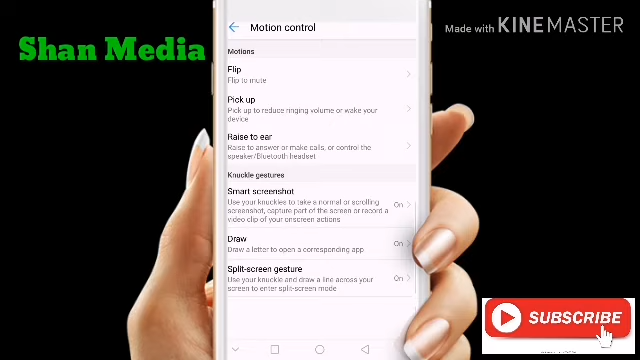 Shan Media
Made with KINEMASTER
Motion control
Motions
Flip
Flip to mute
Pick up
Pick up to reduce ringing volume or wake your
device
Raise to ear
Raise to answer or make calls, or control the
speaker/Bluetooth headset
Knuckle gestures
Smart screenshot
Use your knuckles to take a normal or scrolling
screenshot, capture part of the screen or record a
video clip of your onscreen actions
On
Draw
Draw a letter to open a corresponding app
On
Split-screen gesture
Use your knuckle and draw a line across your
screen to enter split-screen mode
On
SUBSCRIBE